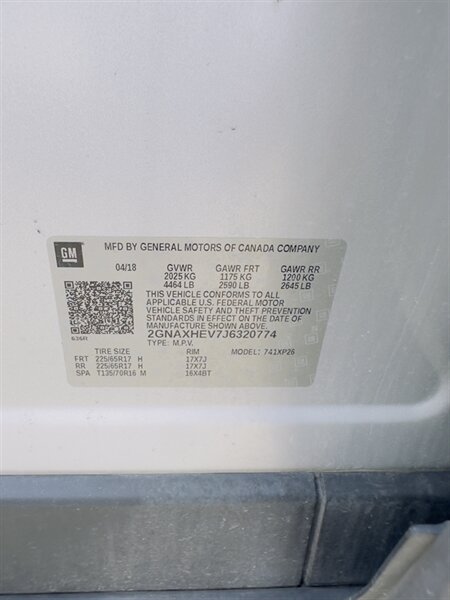 GM
MFD BY GENERAL MOTORS OF CANADA COMPANY
04/18 GVWR GAWR FRT GAWR RR
2025 KG 1175 KG 1200 KG
4464 LB 2590 LB 2645 LB
THIS VEHICLE CONFORMS TO ALL
APPLICABLE U.S. FEDERAL MOTOR
VEHICLE SAFETY AND THEFT PREVENTION
STANDARDS IN EFFECT ON THE DATE OF
MANUFACTURE SHOWN ABOVE.
636R 2GNAXHEV7J6320774
TYPE: M.P.V.
TIRE SIZE RIM MODEL: 741XP26
FRT 225/65R17 H 17X7J
RR 225/65R17 H 17X7J
SPA T135/70R16 M 16X4BT